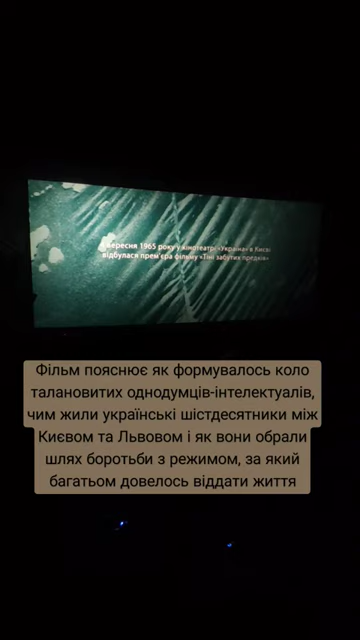 вересня 1965 року у кінотеатрі «Україна» в Києві
відбулася прем'єра фільму «Тіні забутих предків»
Фільм пояснює як формувалось коло
талановитих однодумців-інтелектуалів,
чим жили українські шістдесятники між
Києвом та Львовом і як вони обрали
шлях боротьби з режимом, за який
багатьом довелось віддати життя